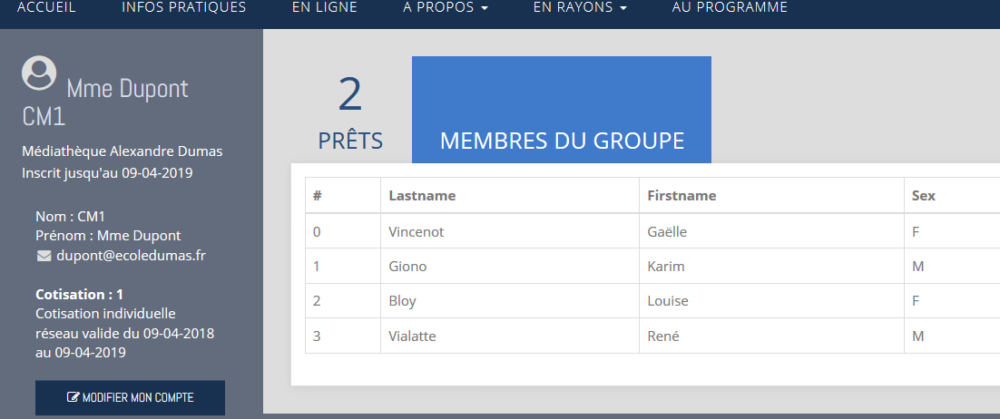 ACCUEIL INFOS PRATIQUES EN LIGNE A PROPOS EN RAYONS AU PROGRAMME
Mme Dupont
CM1
Médiathèque Alexandre Dumas
Inscrit jusqu'au 09-04-2019
Nom : CM1
Prénom : Mme Dupont
dupont@ecoledumas.fr
Cotisation : 1
Cotisation individuelle
réseau valide du 09-04-2018
au 09-04-2019
MODIFIER MON COMPTE
2
PRÊTS
MEMBRES DU GROUPE
# Lastname Firstname Sex
0 Vincenot Gaëlle F
1 Giono Karim M
2 Bloy Louise F
3 Vialatte René M